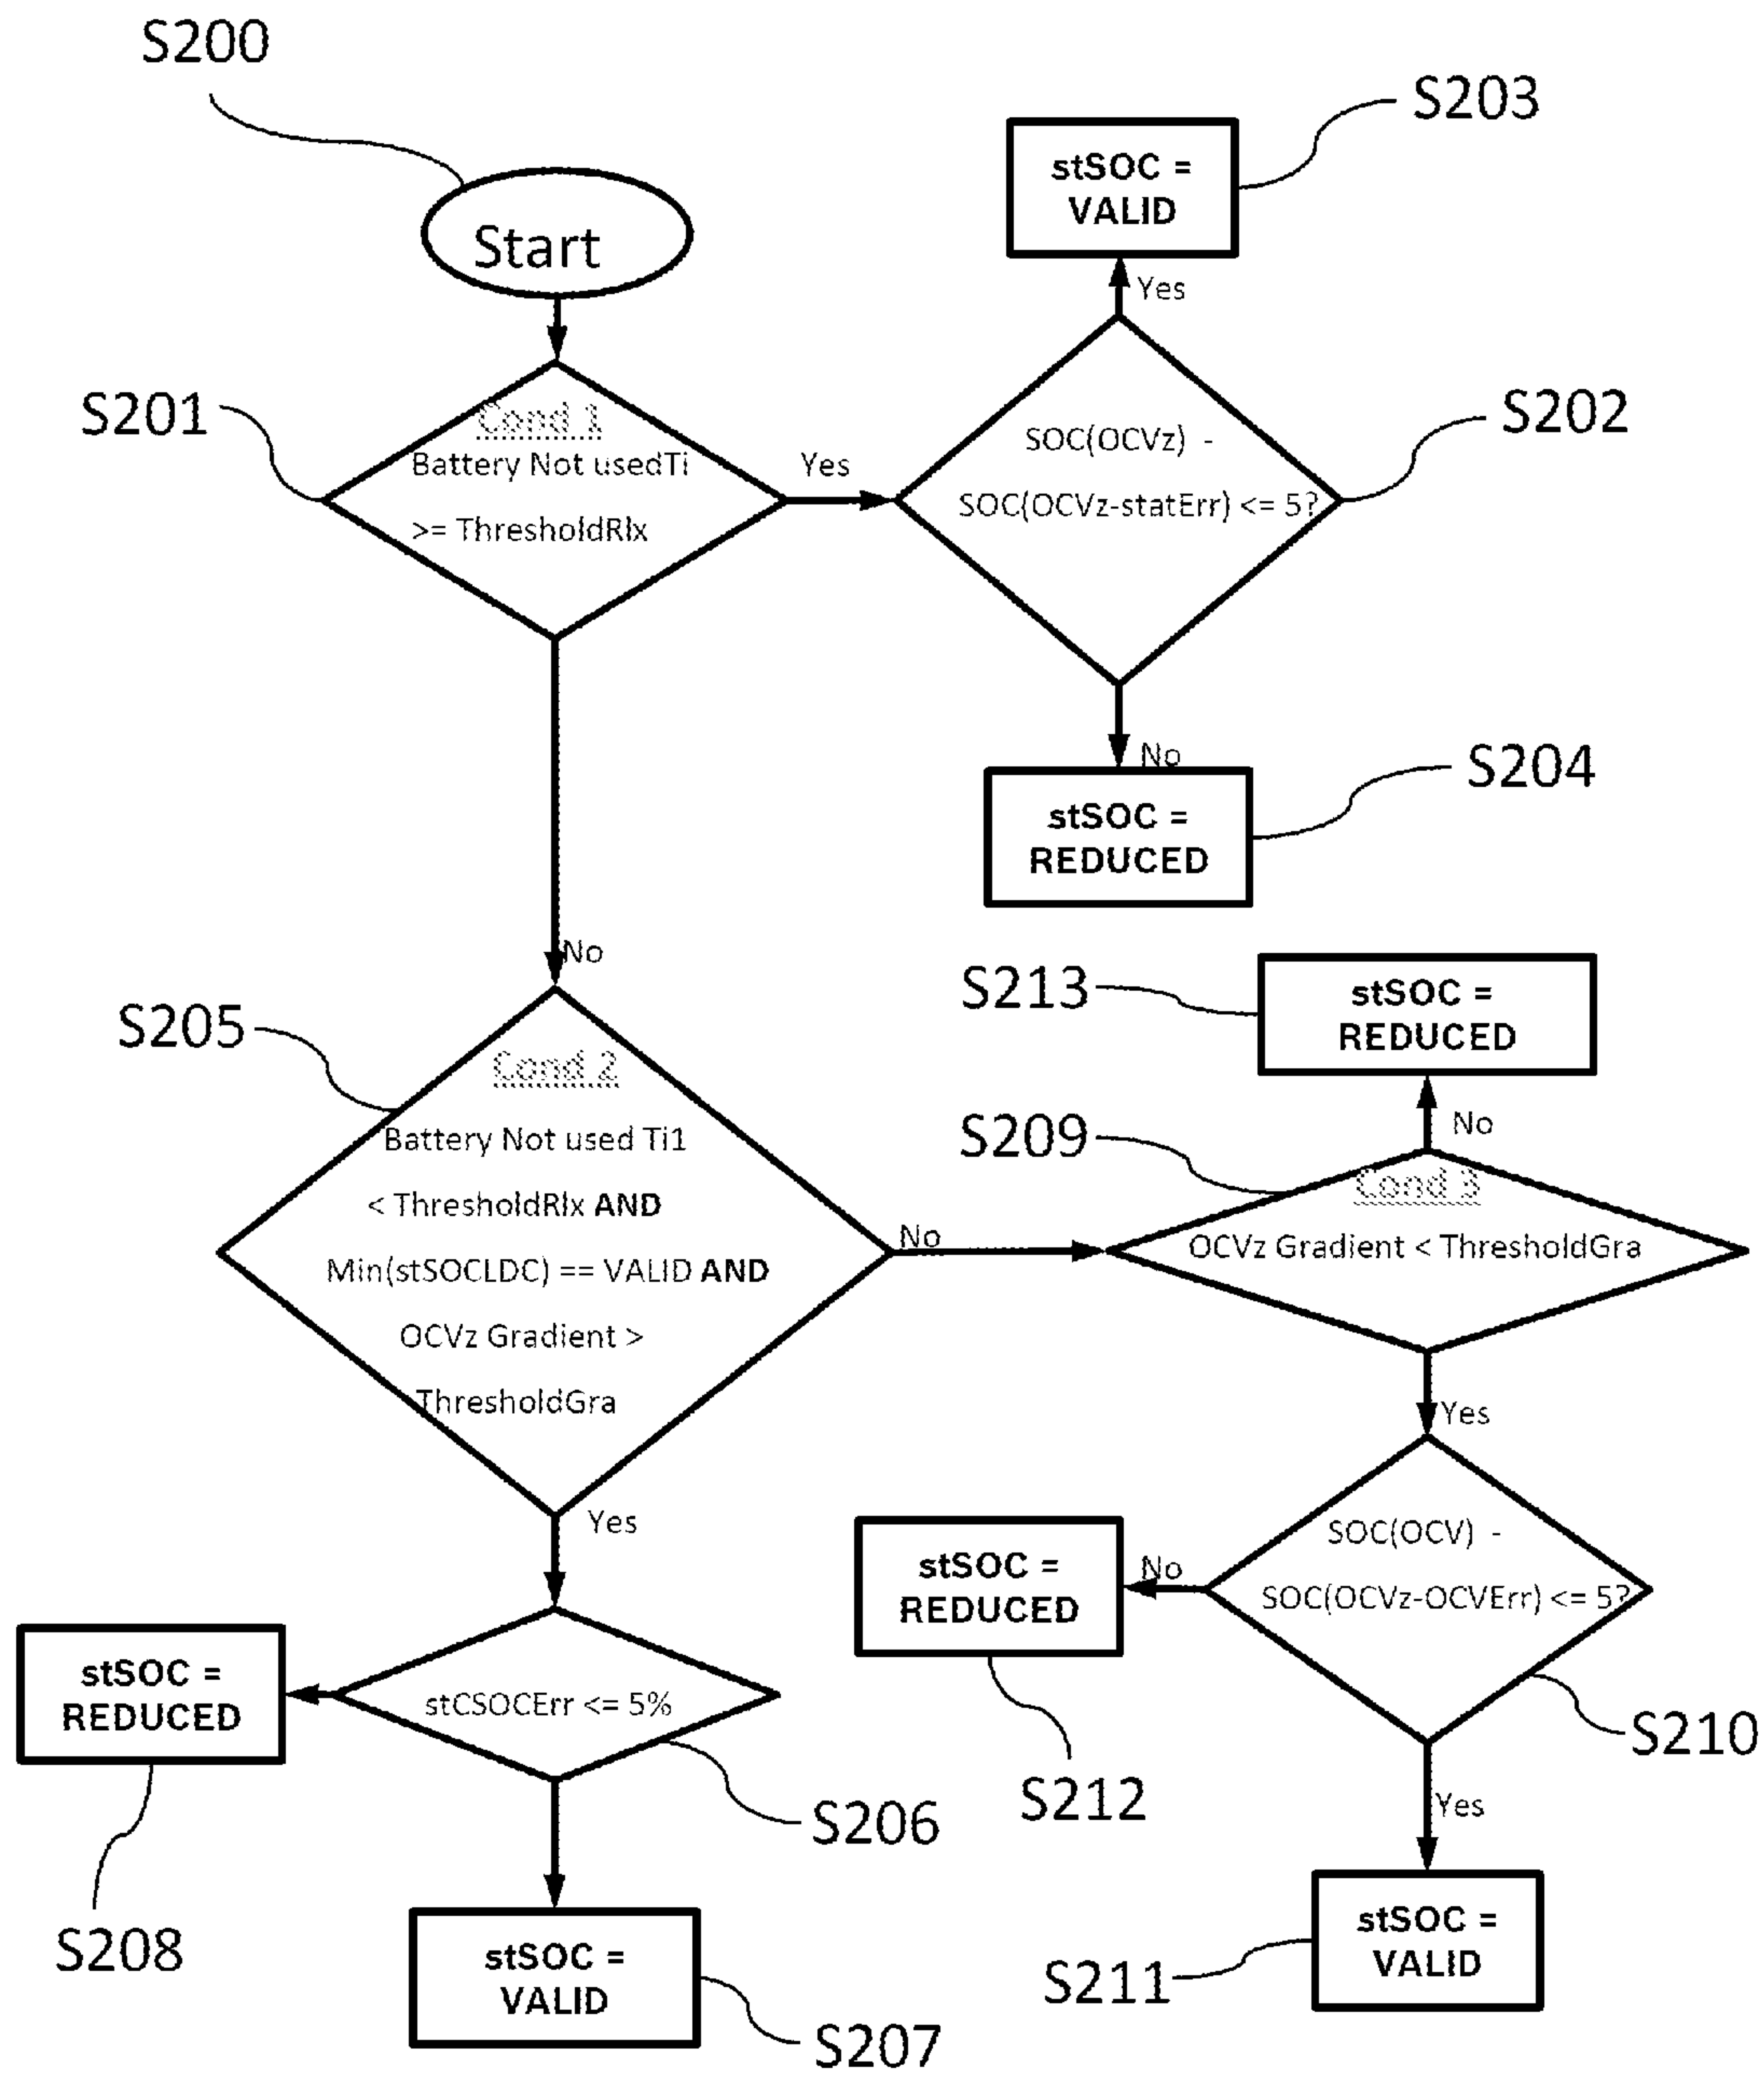 S200
Start
S201
Cond 1
Battery Not usedTi
>= ThresholdRlx
Yes
SOC(OCVz) -
SOC(OCVz-statErr) <= 5?
S202
Yes
stSOC =
VALID
S203
No
stSOC =
REDUCED
S204
No
S205
Cond 2
Battery Not used Ti1
< ThresholdRlx AND
Min(stSOCLDC) == VALID AND
OCVz Gradient >
ThresholdGra
No
S209
Cond 3
OCVz Gradient < ThresholdGra
No
stSOC =
REDUCED
S213
Yes
SOC(OCV) -
SOC(OCVz-OCVErr) <= 5?
S210
No
stSOC =
REDUCED
S212
Yes
stSOC =
VALID
S211
Yes
stCSOCErr <= 5%
S206
stSOC =
REDUCED
S208
stSOC =
VALID
S207